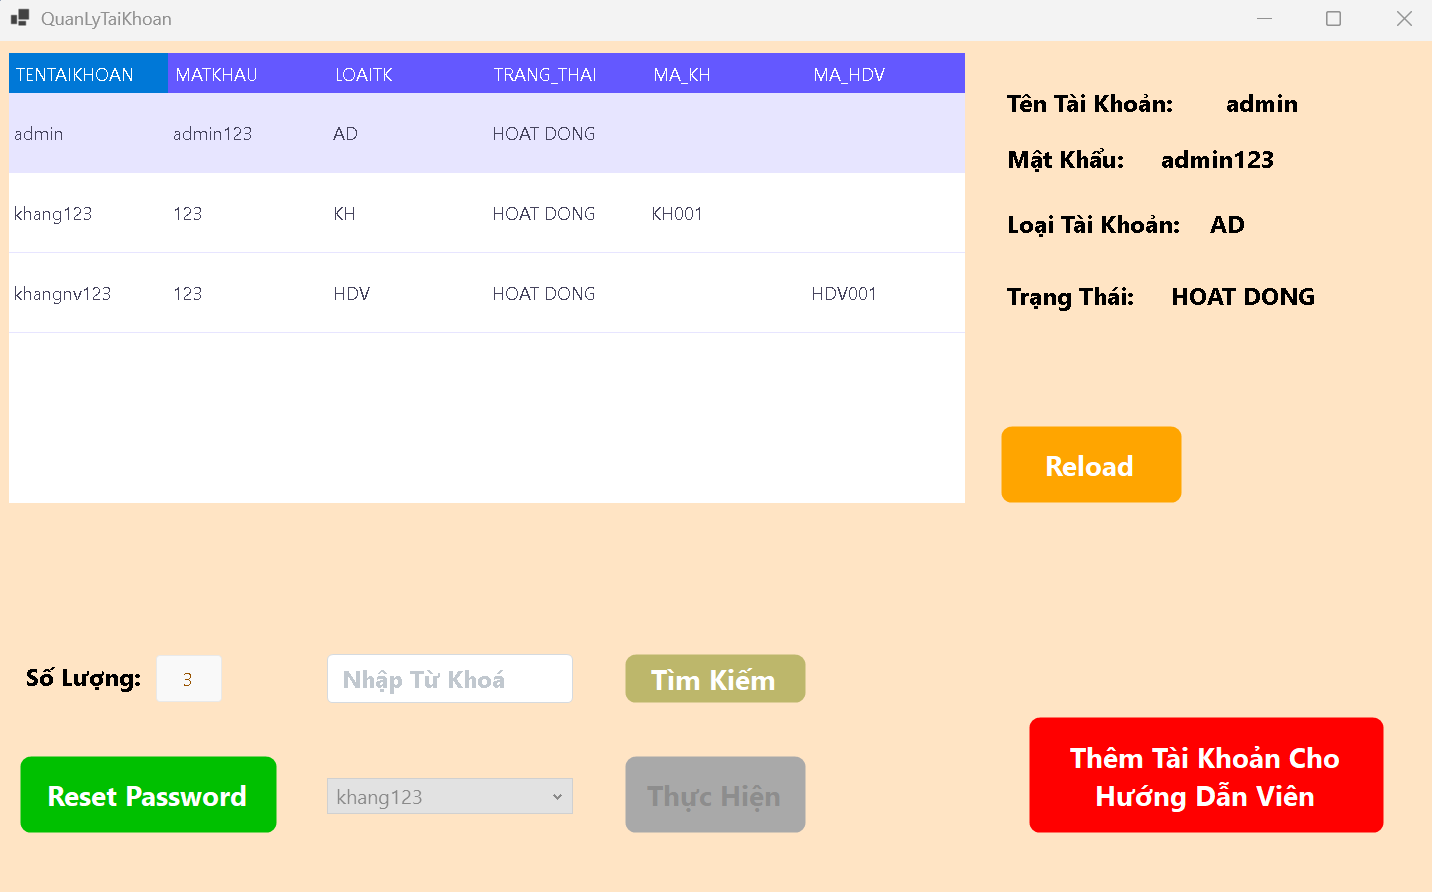 QuanLyTaiKhoan
TENTAIKHOAN MATKHAU LOAITK TRANG_THAI MA_KH MA_HDV
admin admin123 AD HOAT DONG
khang123 123 KH HOAT DONG KH001
khangnv123 123 HDV HOAT DONG HDV001
Tên Tài Khoản: admin
Mật Khẩu: admin123
Loại Tài Khoản: AD
Trạng Thái: HOAT DONG
Reload
Số Lượng: 3 Nhập Từ Khoá Tìm Kiếm
Reset Password khang123 Thực Hiện
Thêm Tài Khoản Cho
Hướng Dẫn Viên